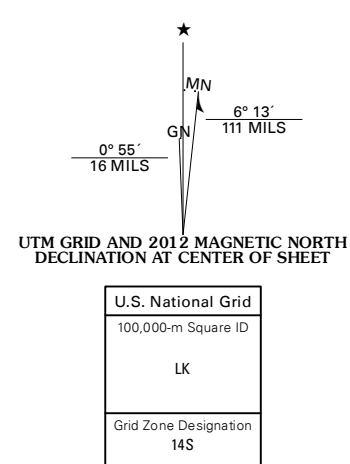 MN
6° 13´
111 MILS
GN
0° 55´
16 MILS
UTM GRID AND 2012 MAGNETIC NORTH
DECLINATION AT CENTER OF SHEET
U.S. National Grid
100,000-m Square ID
LK
Grid Zone Designation
14S